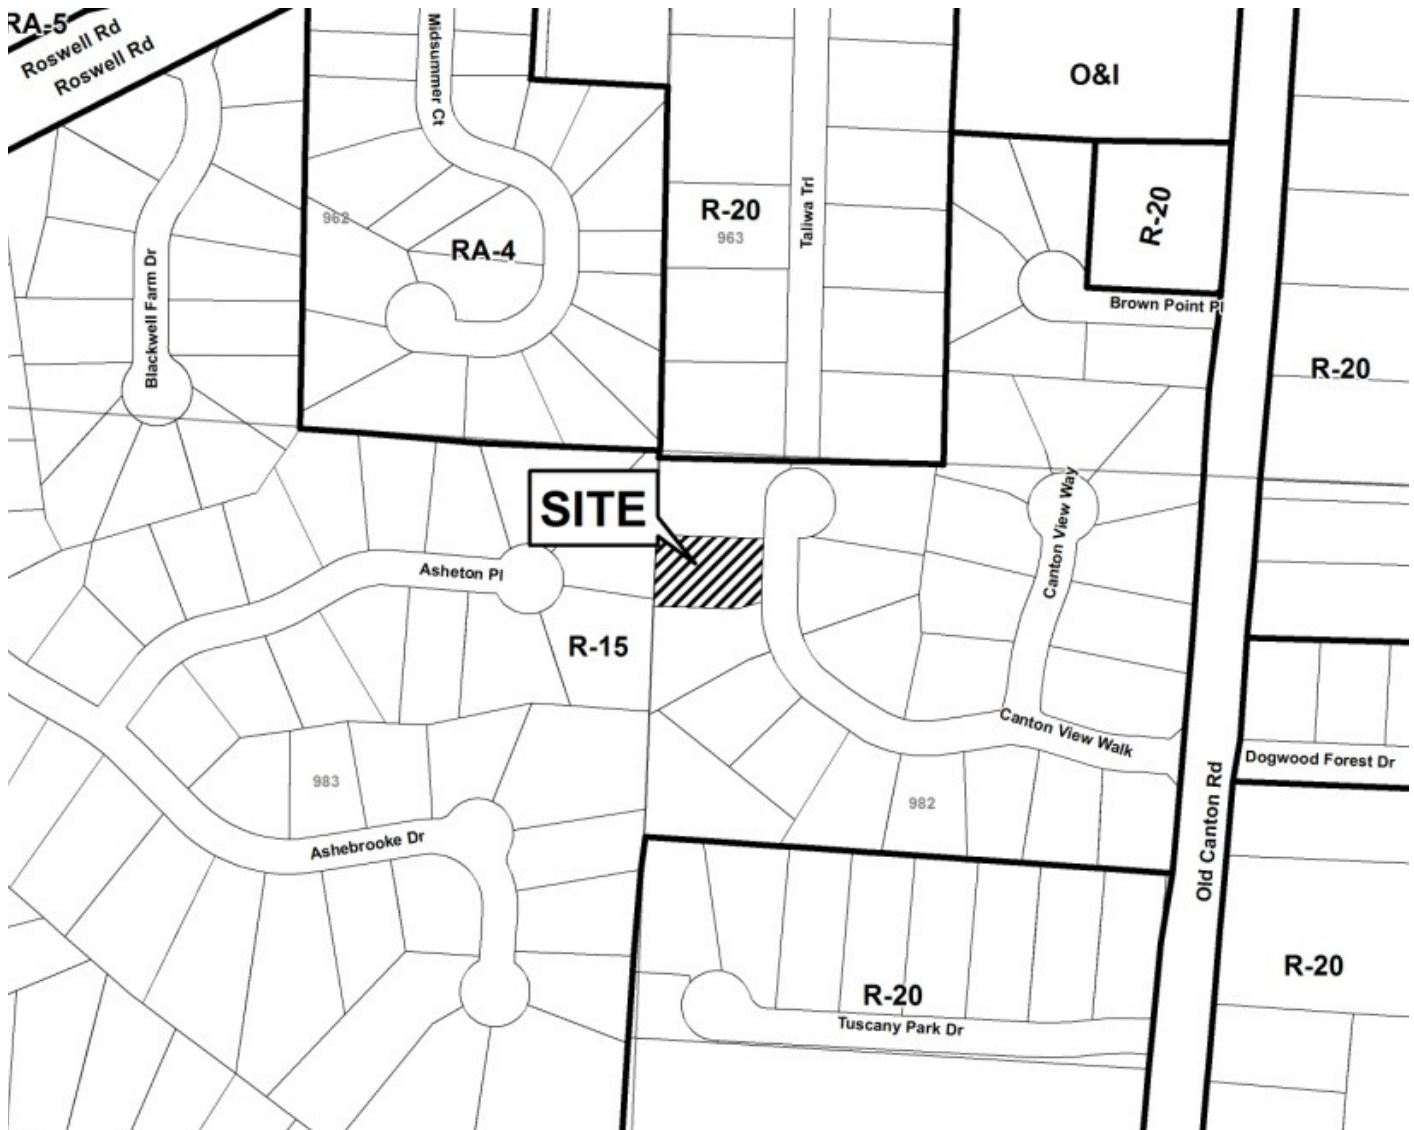 RA-5
Roswell Rd
Roswell Rd
Midsummer Ct
O&I
962
RA-4
R-20
963
Taliwa Trl
R-20
Brown Point Pl
Blackwell Farm Dr
R-20
SITE
Asheton Pl
Canton View Way
R-15
Canton View Walk
Dogwood Forest Dr
983
982
Ashebrooke Dr
Old Canton Rd
R-20
R-20
Tuscany Park Dr